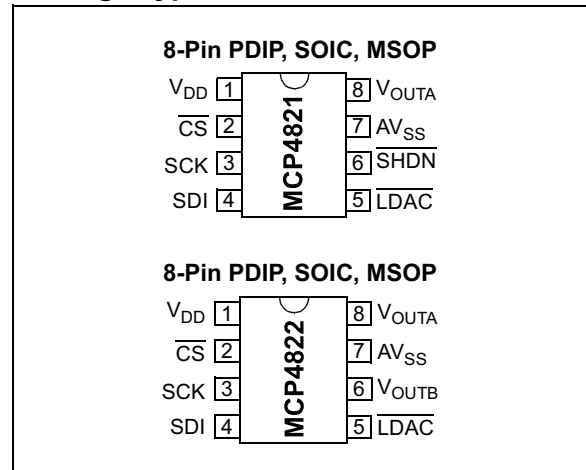 8-Pin PDIP, SOIC, MSOP
VDD 1 8 VOUTA
CS 2 7 AVSS
SCK 3 6 SHDN
SDI 4 5 LDAC
MCP4821
8-Pin PDIP, SOIC, MSOP
VDD 1 8 VOUTA
CS 2 7 AVSS
SCK 3 6 VOUTB
SDI 4 5 LDAC
MCP4822